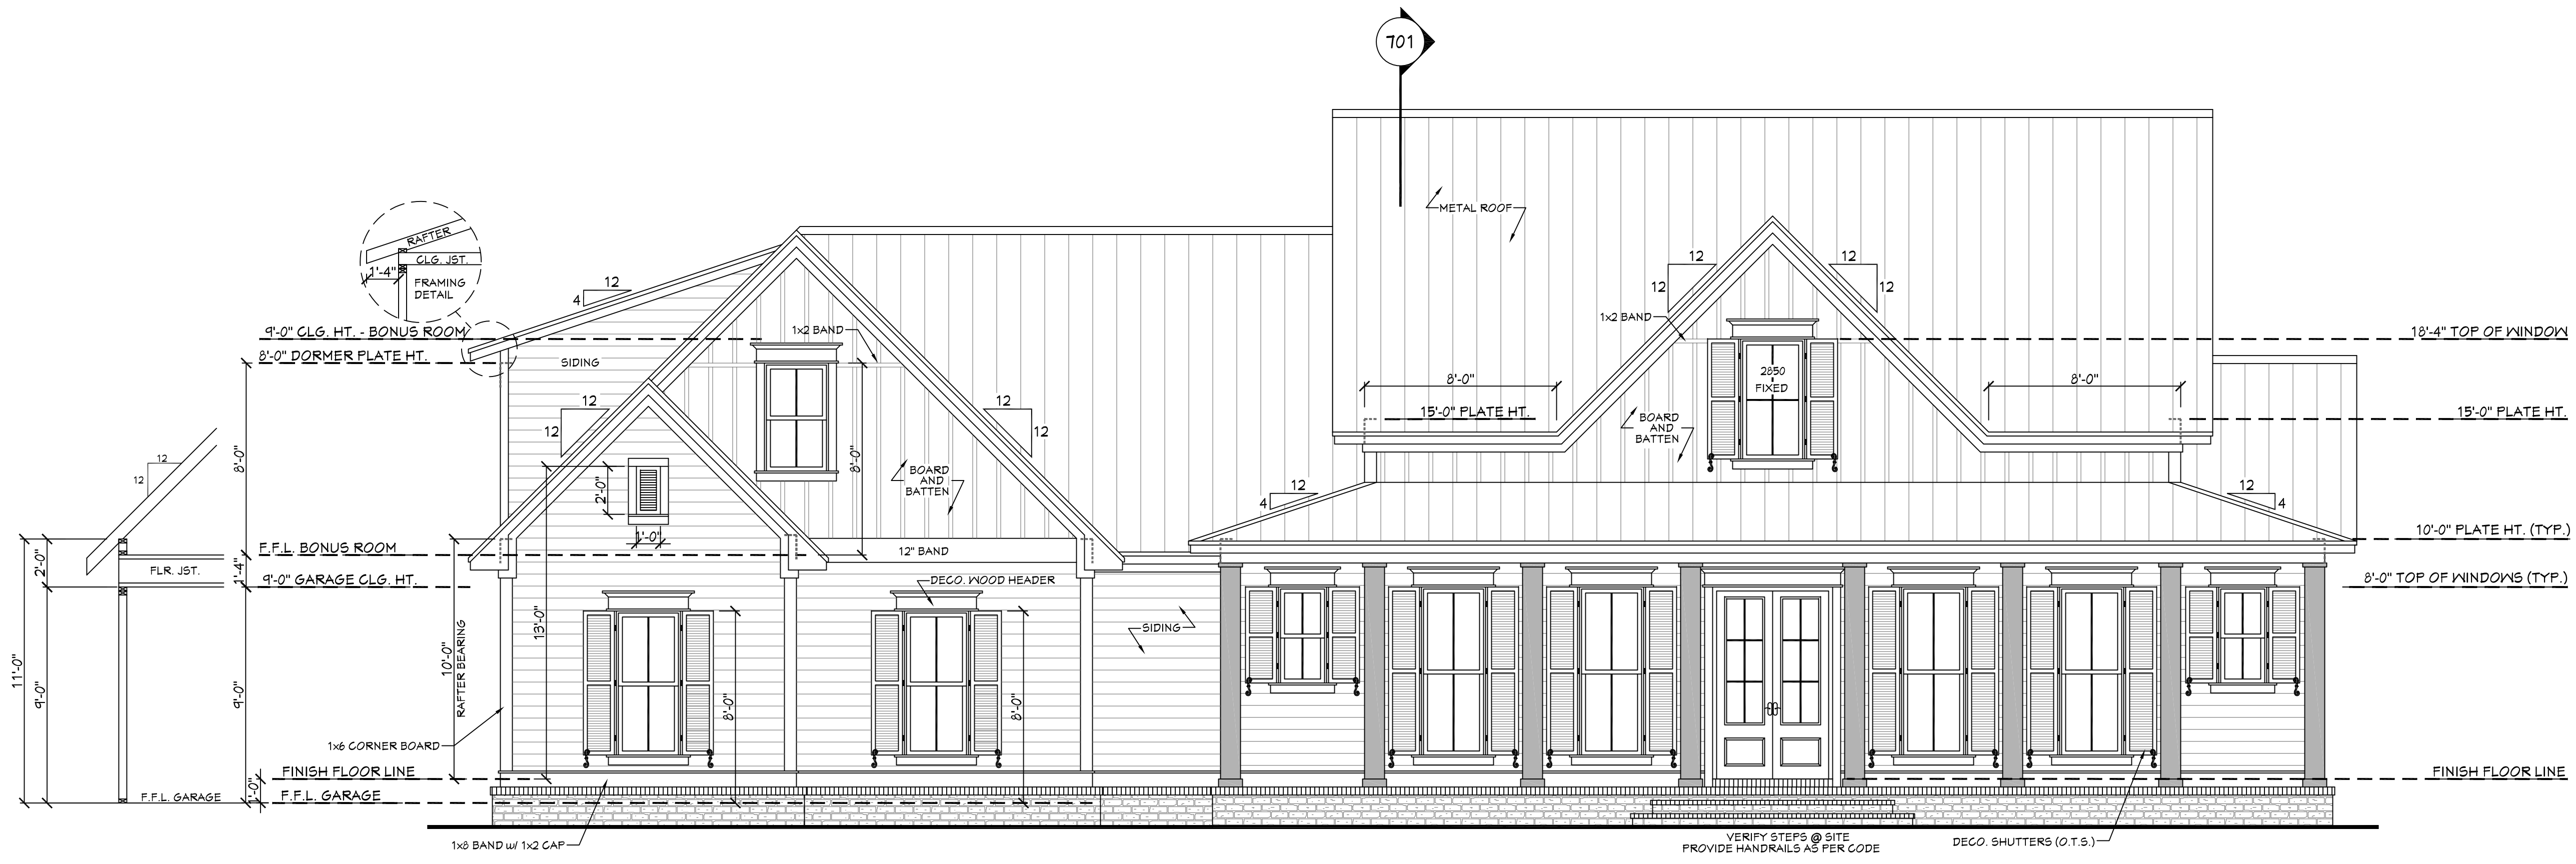 701
METAL ROOF
RAFTER
CLG. JST.
1'-4"
FRAMING
DETAIL
12
4
12
12
12
12
9'-0" CLG. HT. - BONUS ROOM
1x2 BAND
1x2 BAND
18'-4" TOP OF WINDOW
8'-0" DORMER PLATE HT.
SIDING
2850
FIXED
8'-0"
8'-0"
12
12
12
12
15'-0" PLATE HT.
15'-0" PLATE HT.
BOARD
AND
BATTEN
8'-0"
8'-0"
12
12
BOARD
AND
BATTEN
2'-0"
1'-0"
12
4
12
4
10'-0" PLATE HT. (TYP.)
F.F.L. BONUS ROOM
12" BAND
2'-0"
FLR. JST.
1'-4"
9'-0" GARAGE CLG. HT.
DECO. WOOD HEADER
8'-0" TOP OF WINDOWS (TYP.)
13'-0"
SIDING
11'-0"
9'-0"
9'-0"
10'-0"
RAFTER BEARING
8'-0"
8'-0"
1x6 CORNER BOARD
FINISH FLOOR LINE
FINISH FLOOR LINE
1'-0"
F.F.L. GARAGE
F.F.L. GARAGE
1x8 BAND w/ 1x2 CAP
VERIFY STEPS @ SITE
PROVIDE HANDRAILS AS PER CODE
DECO. SHUTTERS (O.T.S.)